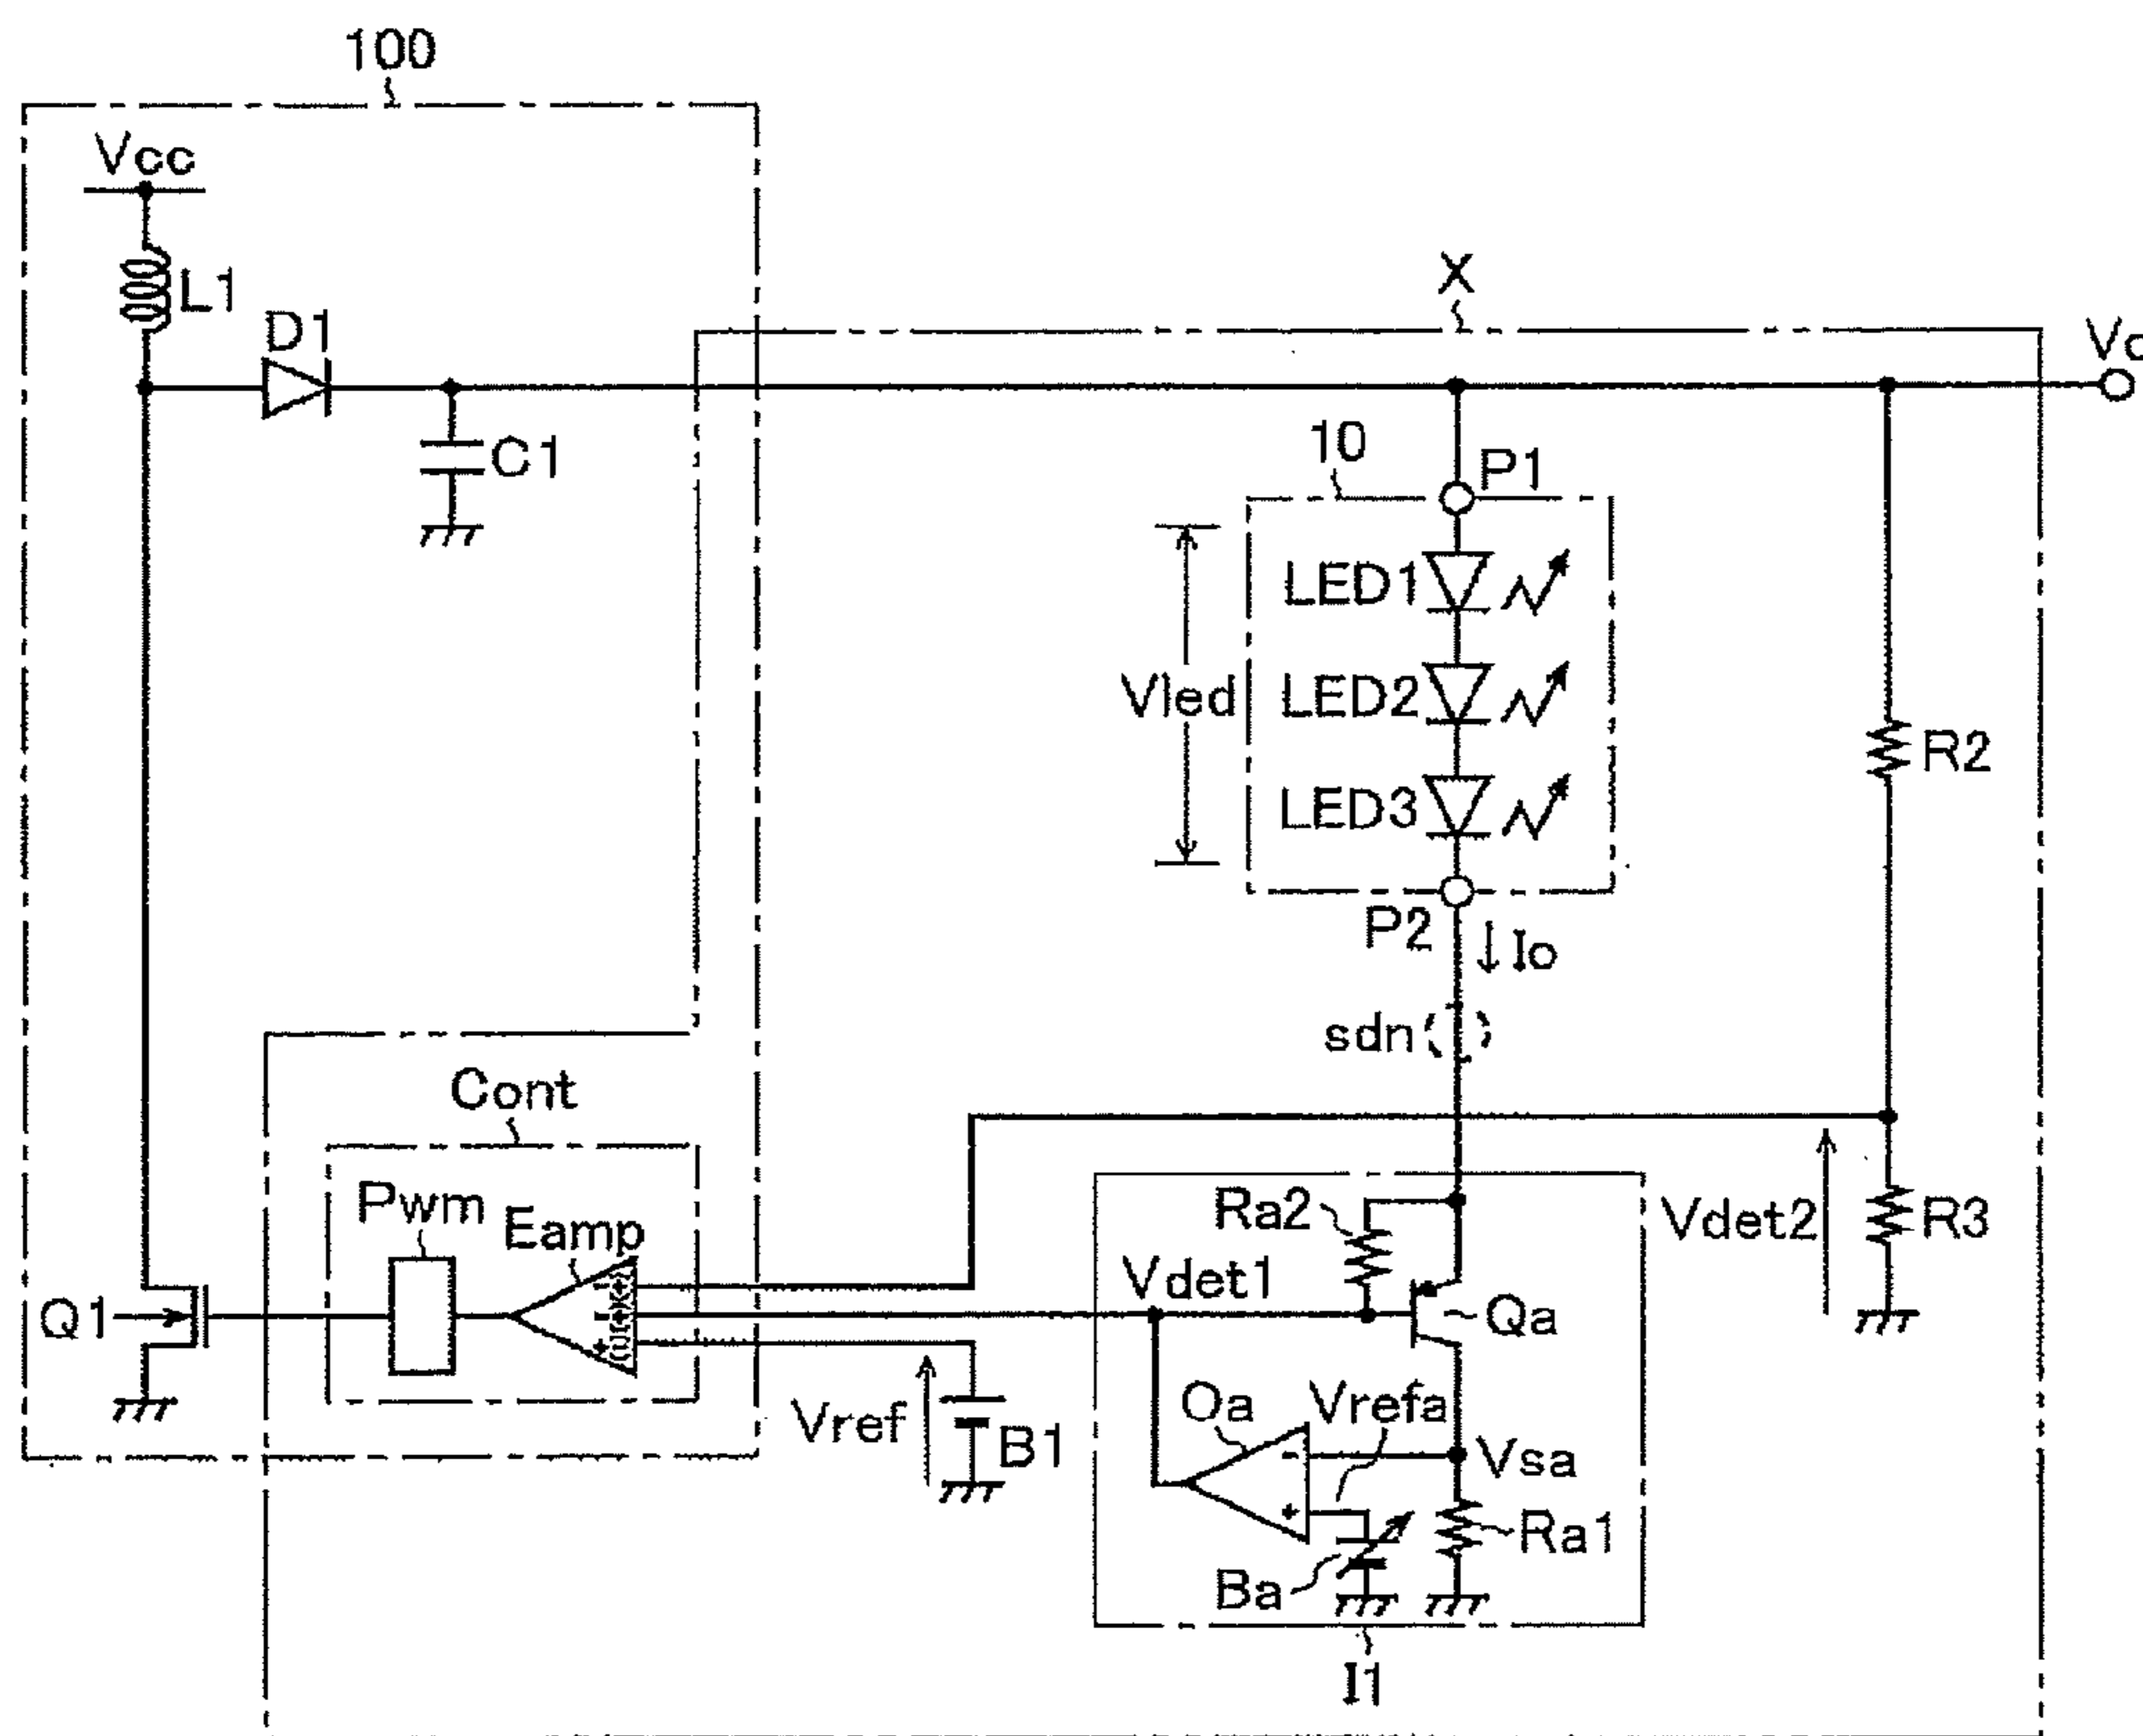 100
Vcc
L1
D1
C1
X
10
P1
LED1
Vled
LED2
LED3
P2
Io
sdn
R2
Cont
Pwm
Eamp
Q1
Vref
B1
Ra2
Vdet1
Qa
Vdet2
R3
Oa
Vrefa
-
+
Vsa
Ra1
Ba
I1